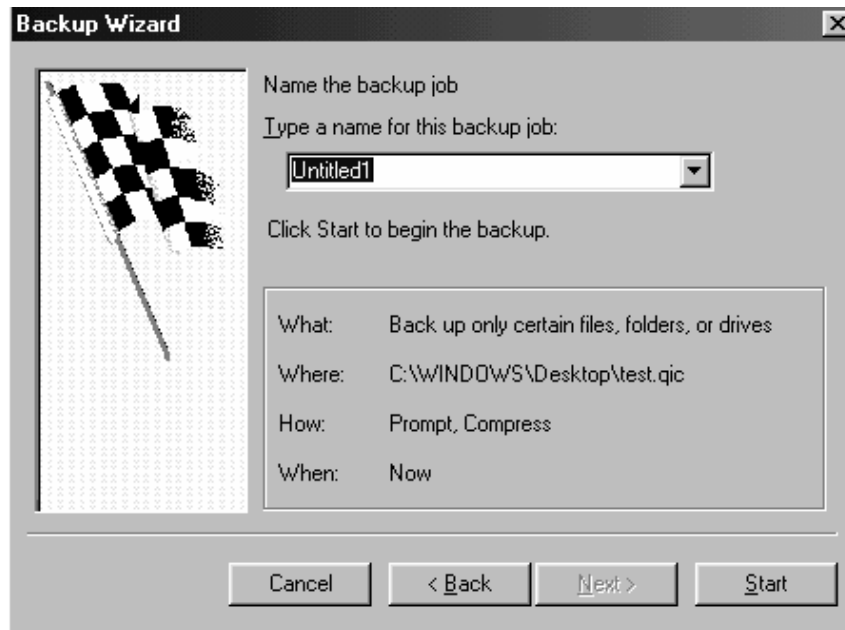 Backup Wizard
Name the backup job
Type a name for this backup job:
Untitled1
Click Start to begin the backup.
What: Back up only certain files, folders, or drives
Where: C:\WINDOWS\Desktop\test.qic
How: Prompt, Compress
When: Now
Cancel < Back Next > Start